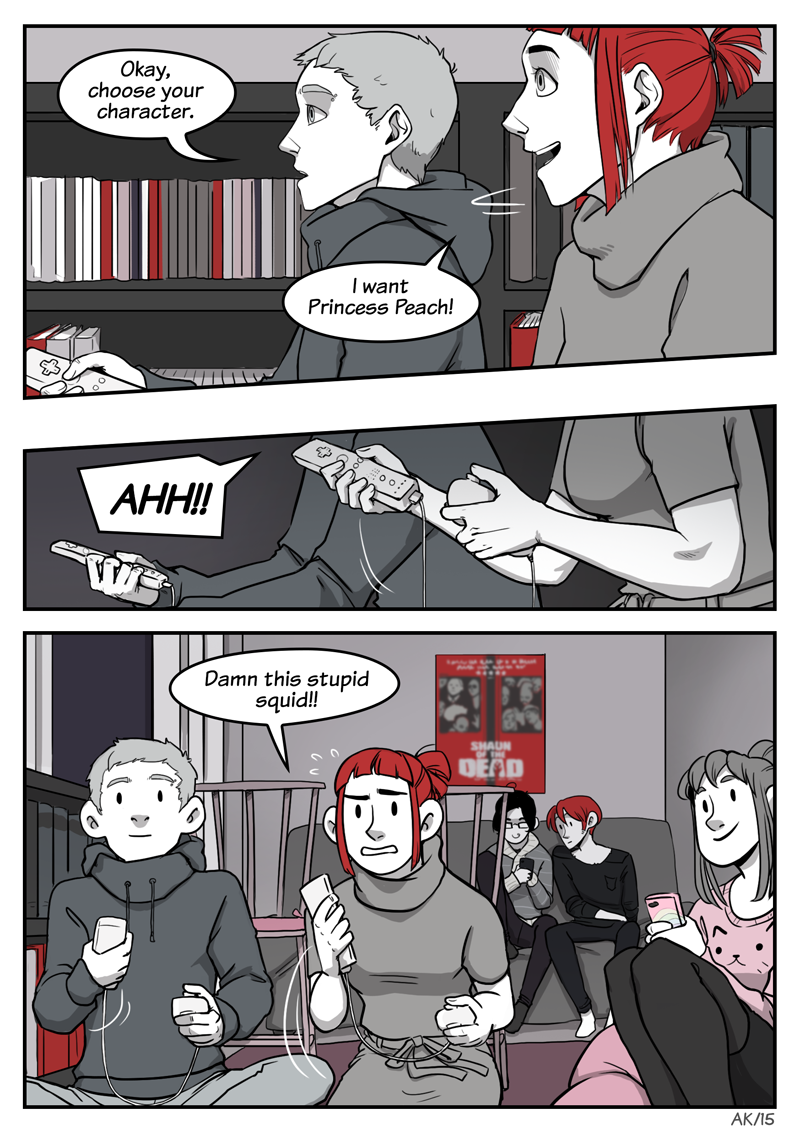 Okay,
choose your
character.
I want
Princess Peach!
AHH!!
Damn this stupid
squid!!
SHAUN
OF THE
DEAD
AK/15